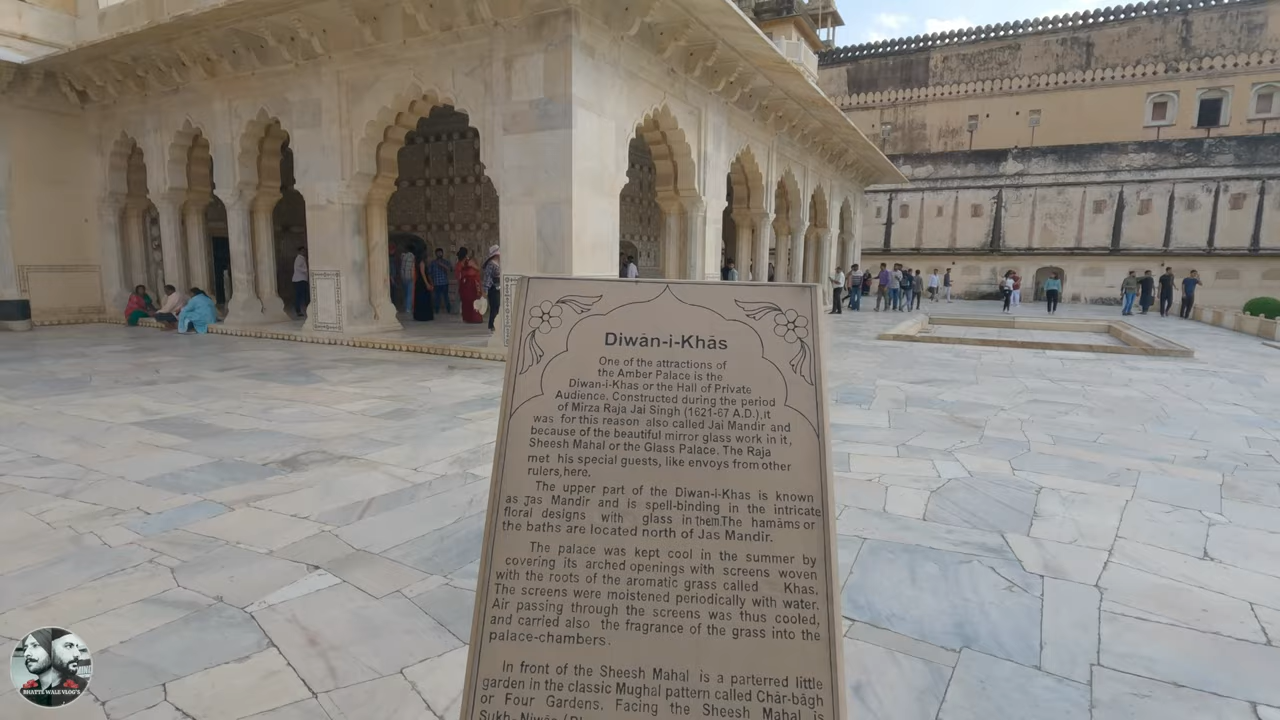 Diwān-i-Khās
One of the attractions of
the Amber Palace is the
Diwan-i-Khas or the Hall of Private
Audience. Constructed during the period
of Mirza Raja Jai Singh (1621-67 A.D.),it
was for this reason also called Jai Mandir and
because of the beautiful mirror glass work in it,
Sheesh Mahal or the Glass Palace. The Raja
met his special guests, like envoys from other
rulers,here.
The upper part of the Diwan-i-Khas is known
as Jas Mandir and is spell-binding in the intricate
floral designs with glass in them.The hamāms or
the baths are located north of Jas Mandir.
The palace was kept cool in the summer by
covering its arched openings with screens woven
with the roots of the aromatic grass called Khas.
The screens were moistened periodically with water.
Air passing through the screens was thus cooled,
and carried also the fragrance of the grass into the
palace-chambers.
In front of the Sheesh Mahal is a parterred little
garden in the classic Mughal pattern called Chār-bāgh
or Four Gardens. Facing the Sheesh Mahal is
BHATTE WALE VLOG'S